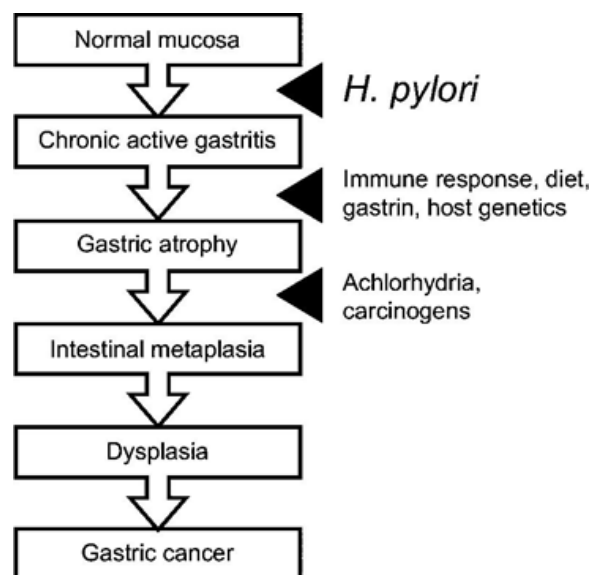 Normal mucosa
H. pylori
Chronic active gastritis
Immune response, diet,
gastrin, host genetics
Gastric atrophy
Achlorhydria,
carcinogens
Intestinal metaplasia
Dysplasia
Gastric cancer